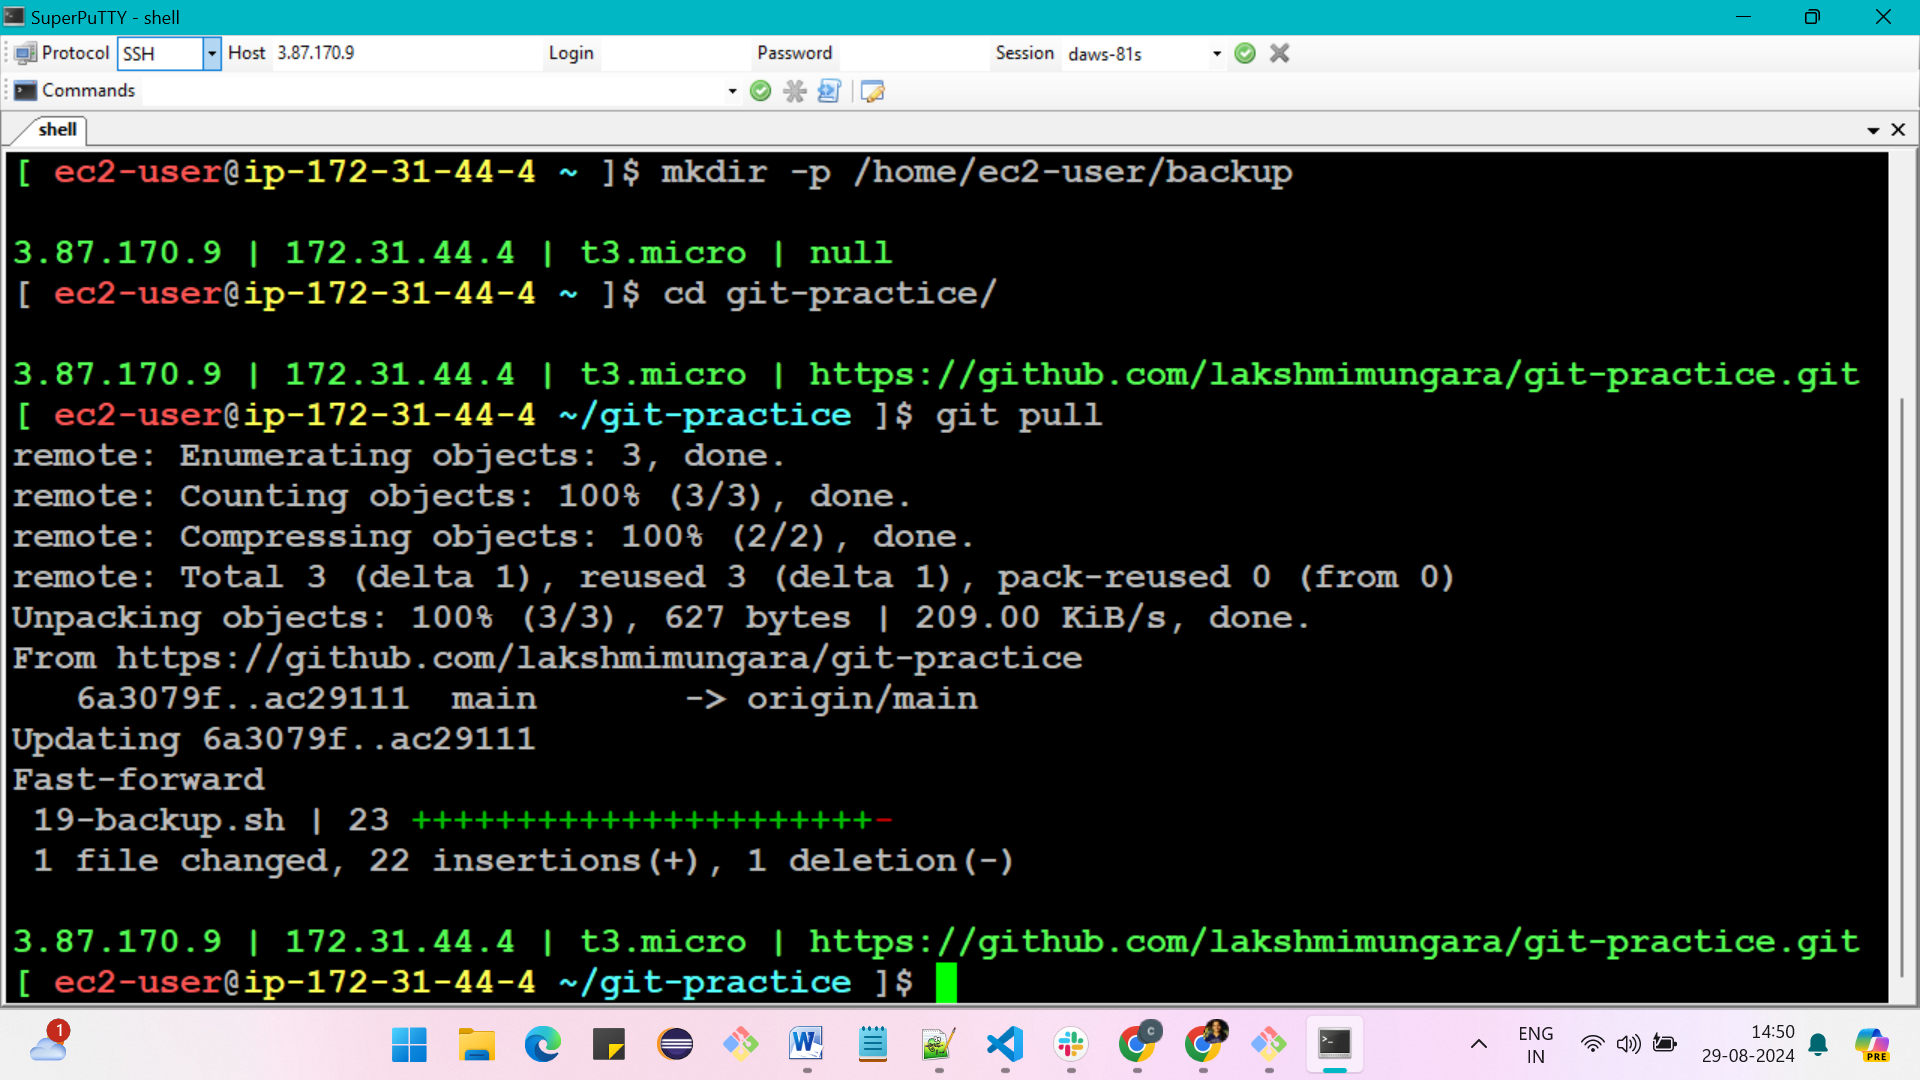 SuperPuTTY - shell
Protocol SSH Host 3.87.170.9 Login Password Session daws-81s
Commands
shell
[ ec2-user@ip-172-31-44-4 ~ ]$ mkdir -p /home/ec2-user/backup
3.87.170.9 | 172.31.44.4 | t3.micro | null
[ ec2-user@ip-172-31-44-4 ~ ]$ cd git-practice/
3.87.170.9 | 172.31.44.4 | t3.micro | https://github.com/lakshmimungara/git-practice.git
[ ec2-user@ip-172-31-44-4 ~/git-practice ]$ git pull
remote: Enumerating objects: 3, done.
remote: Counting objects: 100% (3/3), done.
remote: Compressing objects: 100% (2/2), done.
remote: Total 3 (delta 1), reused 3 (delta 1), pack-reused 0 (from 0)
Unpacking objects: 100% (3/3), 627 bytes | 209.00 KiB/s, done.
From https://github.com/lakshmimungara/git-practice
   6a3079f..ac29111  main       -> origin/main
Updating 6a3079f..ac29111
Fast-forward
 19-backup.sh | 23 ++++++++++++++++++++++-
 1 file changed, 22 insertions(+), 1 deletion(-)
3.87.170.9 | 172.31.44.4 | t3.micro | https://github.com/lakshmimungara/git-practice.git
[ ec2-user@ip-172-31-44-4 ~/git-practice ]$
1
C
ENG
IN
14:50
29-08-2024
PRE